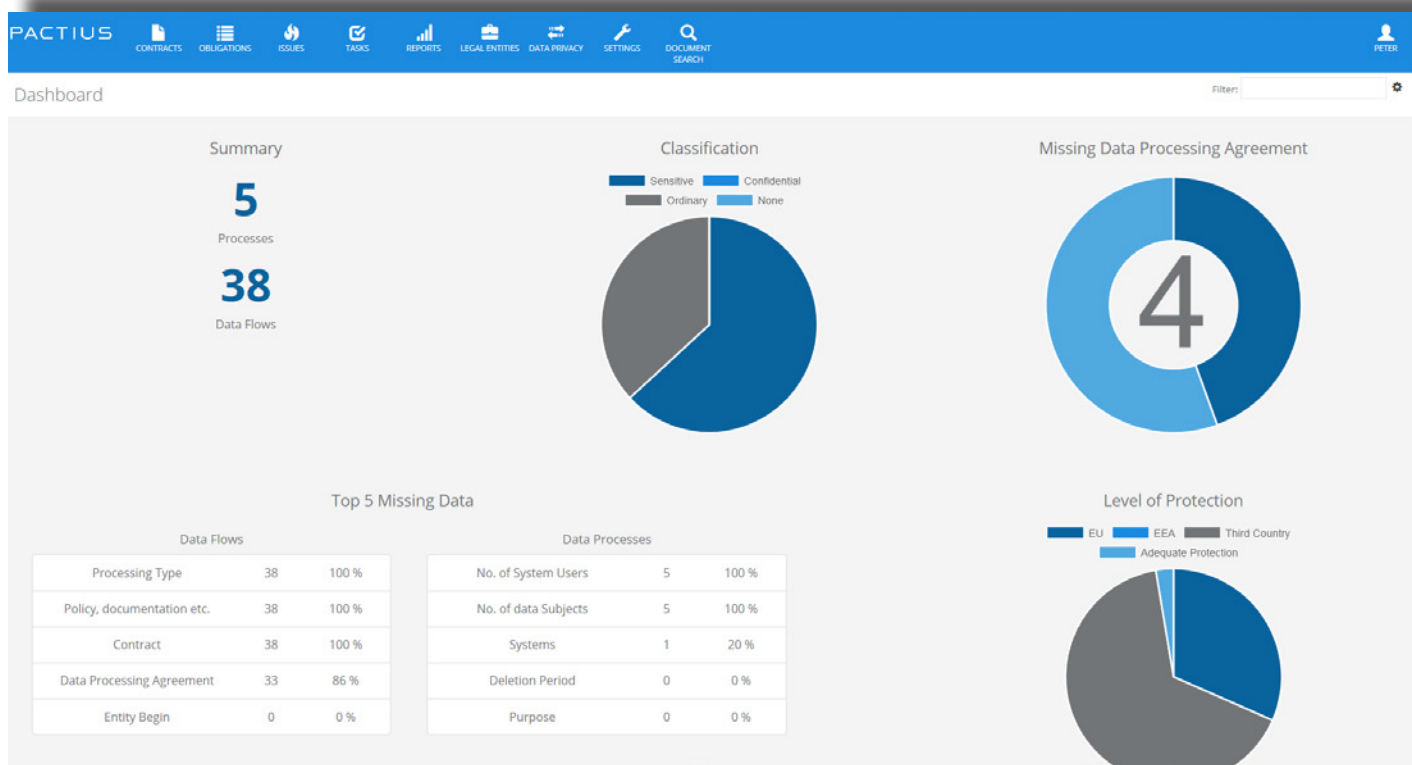 PACTIUS
CONTRACTS
OBLIGATIONS
ISSUES
TASKS
REPORTS
LEGAL ENTITIES
DATA PRIVACY
SETTINGS
DOCUMENT
SEARCH
PETER
Dashboard
Filter:
Summary
5
Processes
38
Data Flows
Classification
Sensitive Confidential
Ordinary None
Missing Data Processing Agreement
4
Top 5 Missing Data
Data Flows
Processing Type 38 100 %
Policy, documentation etc. 38 100 %
Contract 38 100 %
Data Processing Agreement 33 86 %
Entity Begin 0 0 %
Data Processes
No. of System Users 5 100 %
No. of data Subjects 5 100 %
Systems 1 20 %
Deletion Period 0 0 %
Purpose 0 0 %
Level of Protection
EU EEA Third Country
Adequate Protection